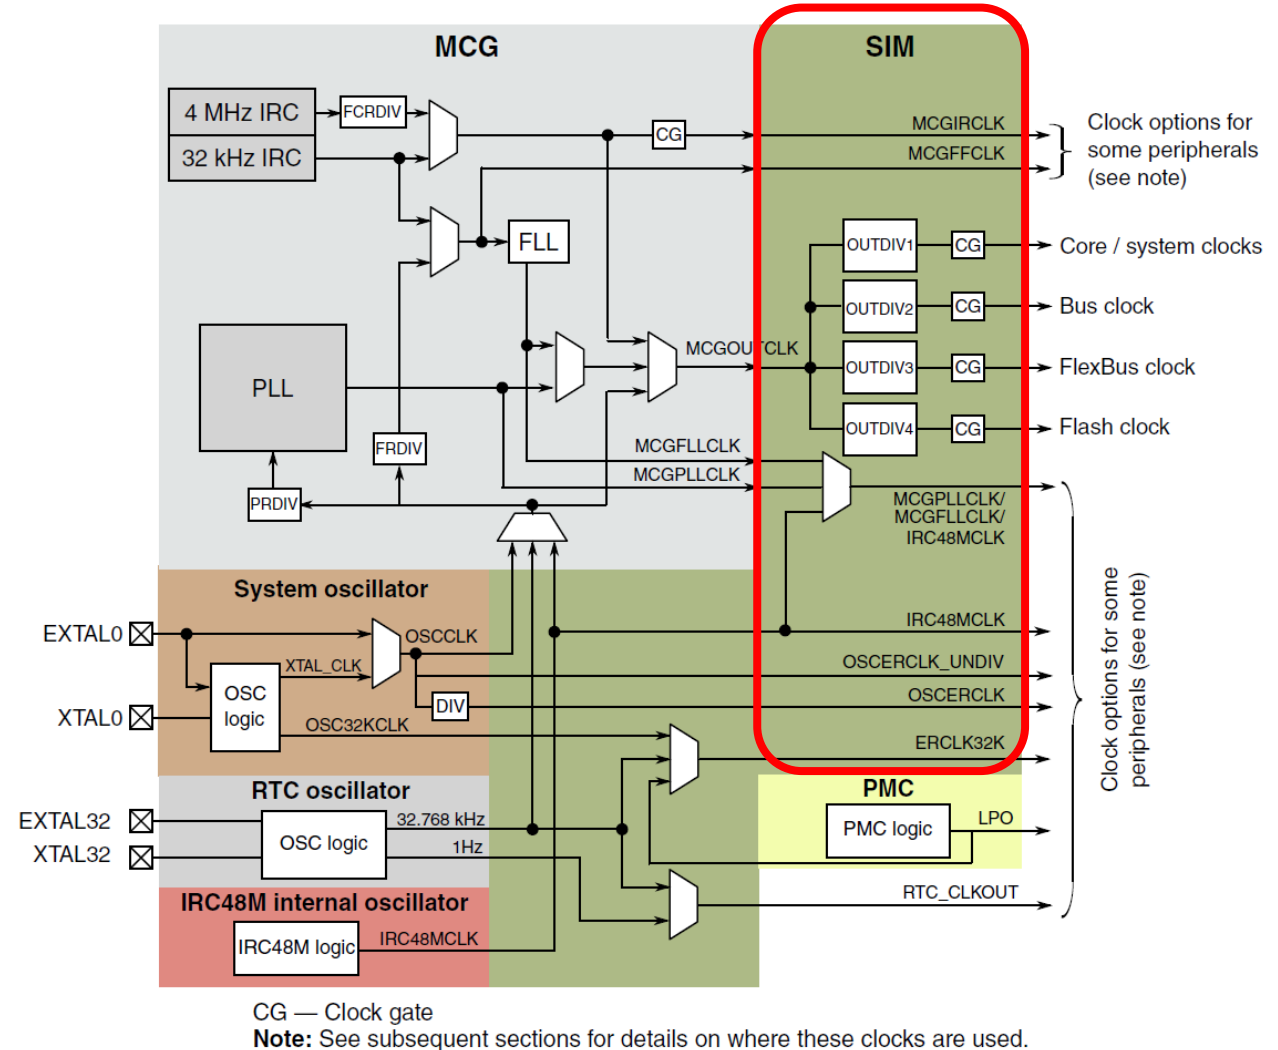 MCG
SIM
4 MHz IRC
FCRDIV
32 kHz IRC
CG
MCGIRCLK
MCGFFCLK
Clock options for
some peripherals
(see note)
FLL
OUTDIV1
CG
Core / system clocks
OUTDIV2
CG
Bus clock
MCGOUTCLK
OUTDIV3
CG
FlexBus clock
OUTDIV4
CG
Flash clock
PLL
FRDIV
PRDIV
MCGFLLCLK
MCGPLLCLK
MCGPLLCLK/
MCGFLLCLK/
IRC48MCLK
System oscillator
EXTAL0
OSCCLK
XTAL_CLK
OSC
logic
XTAL0
DIV
OSC32KCLK
IRC48MCLK
OSCERCLK_UNDIV
OSCERCLK
ERCLK32K
Clock options for some
peripherals (see note)
RTC oscillator
EXTAL32
XTAL32
OSC logic
32.768 kHz
1Hz
PMC
PMC logic
LPO
RTC_CLKOUT
IRC48M internal oscillator
IRC48M logic
IRC48MCLK
CG — Clock gate
Note: See subsequent sections for details on where these clocks are used.